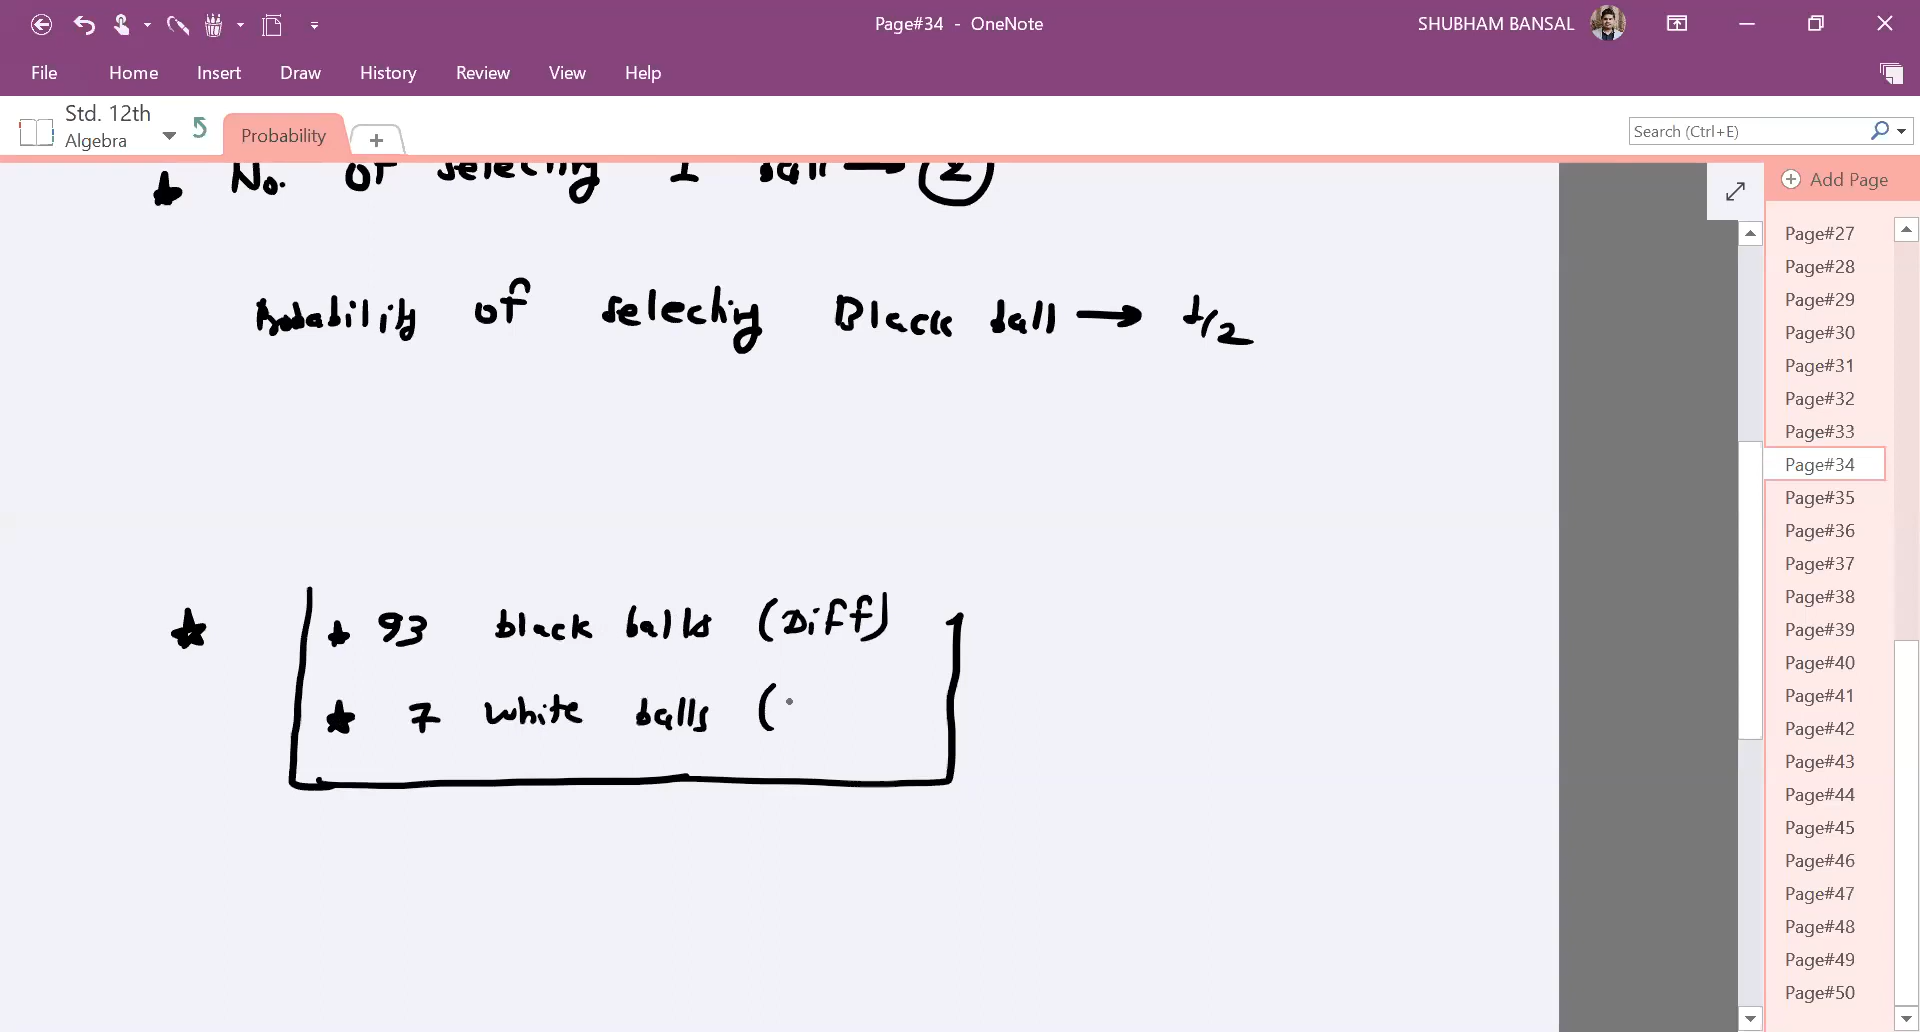 Page#34 - OneNote
SHUBHAM BANSAL
File Home Insert Draw History Review View Help
Std. 12th
Algebra
Probability
+
Search (Ctrl+E)
Add Page
★ No. of selecting 1 ball → 2
Probability of selecting Black ball → 1/2
★ ★ 93 black balls (Diff)
★ 7 white balls (
Page#27
Page#28
Page#29
Page#30
Page#31
Page#32
Page#33
Page#34
Page#35
Page#36
Page#37
Page#38
Page#39
Page#40
Page#41
Page#42
Page#43
Page#44
Page#45
Page#46
Page#47
Page#48
Page#49
Page#50